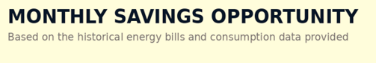 MONTHLY SAVINGS OPPORTUNITY
Based on the historical energy bills and consumption data provided